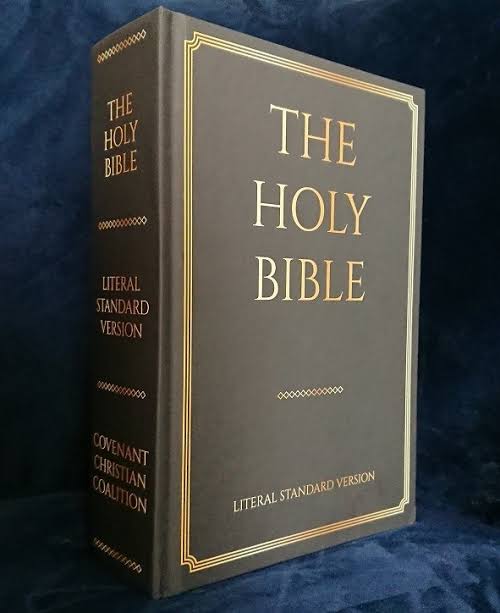 THE
HOLY
BIBLE
LITERAL
STANDARD
VERSION
COVENANT
CHRISTIAN
COALITION
THE
HOLY
BIBLE
LITERAL STANDARD VERSION